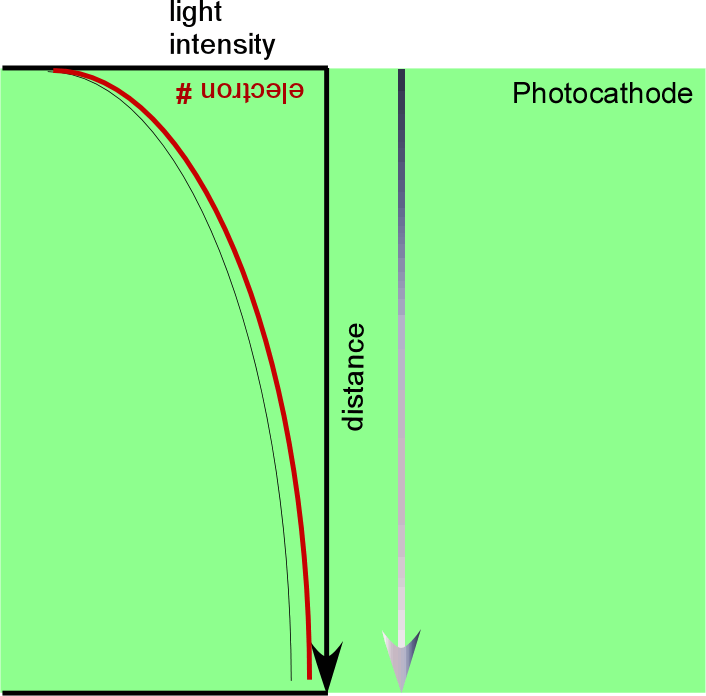 light
intensity
electron #
Photocathode
distance